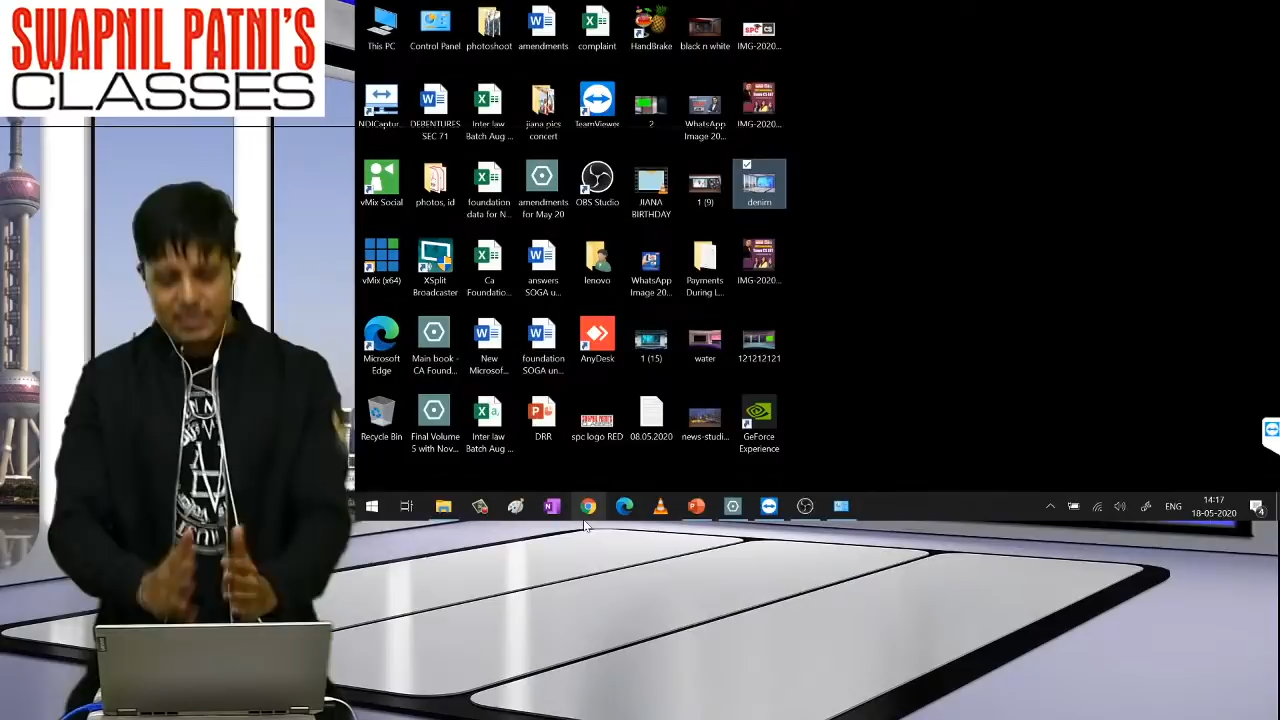 SWAPNIL PATNI'S
CLASSES
This PC
Control Panel
photoshoot
amendments
complaint
HandBrake
black n white
IMG-2020...
NDICaptur...
DEBENTURES
SEC 71
Inter law
Batch Aug ...
jiana pics
concert
TeamViewer
2
WhatsApp
Image 20...
IMG-2020...
vMix Social
photos, id
foundation
data for N...
amendments
for May 20
OBS Studio
JIANA
BIRTHDAY
1 (9)
denim
vMix (x64)
XSplit
Broadcaster
Ca
Foundatio...
answers
SOGA u...
lenovo
WhatsApp
Image 20...
Payments
During L...
IMG-2020...
Microsoft
Edge
Main book -
CA Found...
New
Microsof...
foundation
SOGA un...
AnyDesk
1 (15)
water
121212121
Recycle Bin
Final Volume
5 with Nov...
Inter law
Batch Aug ...
DRR
spc logo RED
08.05.2020
news-studi...
GeForce
Experience
ENG
14:17
18-05-2020